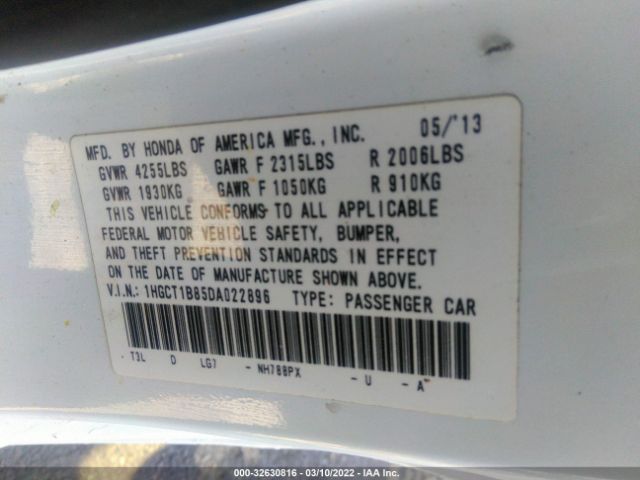 MFD. BY HONDA OF AMERICA MFG., INC. 05/'13
GVWR 4255LBS GAWR F 2315LBS R 2006LBS
GVWR 1930KG GAWR F 1050KG R 910KG
THIS VEHICLE CONFORMS TO ALL APPLICABLE
FEDERAL MOTOR VEHICLE SAFETY, BUMPER,
AND THEFT PREVENTION STANDARDS IN EFFECT
ON THE DATE OF MANUFACTURE SHOWN ABOVE.
V.I.N.: 1HGCT1B85DA022896 TYPE: PASSENGER CAR
T3L D LG7 - NH788PX - U - A
000-32630816 - 03/10/2022 - IAA Inc.